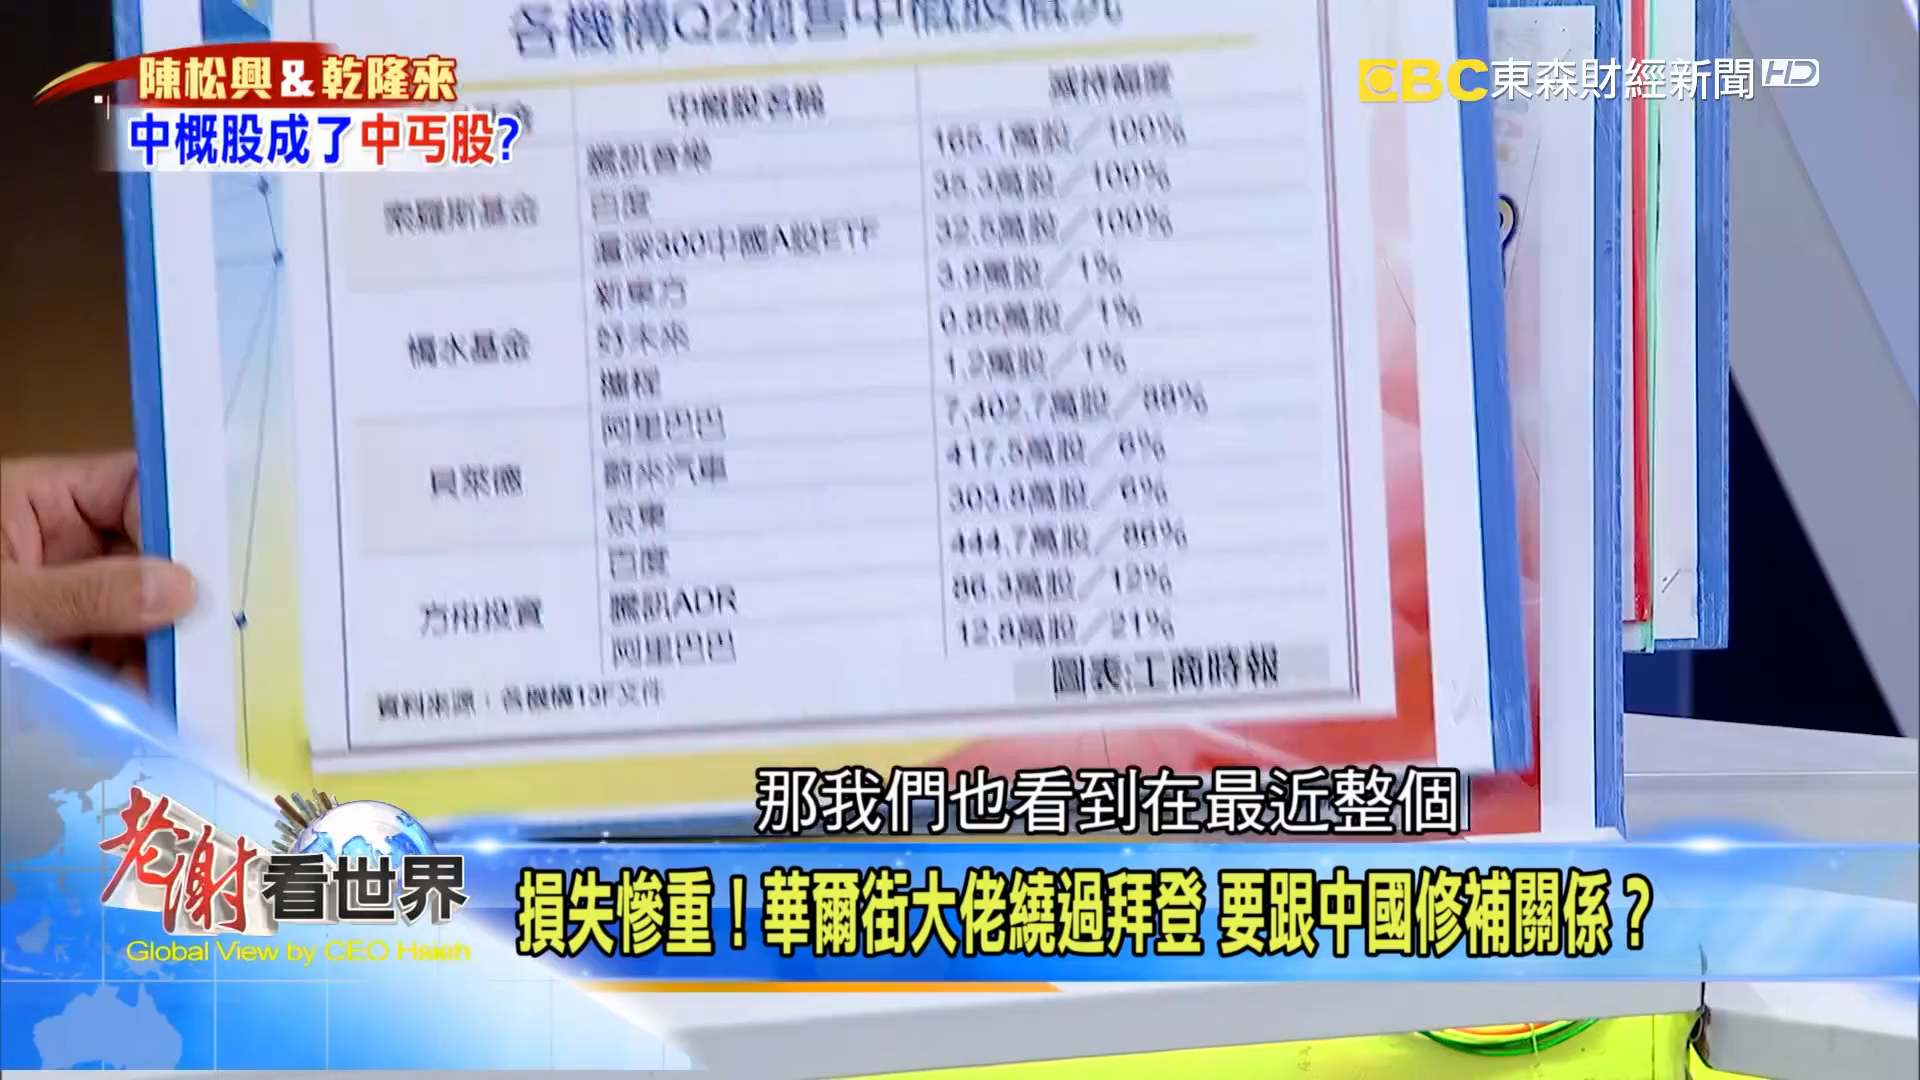 陳松興&乾隆來
中概股成了中丐股?
EBC東森財經新聞HD
各機構Q2拋售中概股概況
基金
中概股名稱
減持幅度
索羅斯基金
騰訊音樂
165.1萬股／100%
百度
35.3萬股／100%
滬深300中國A股ETF
32.5萬股／100%
橋水基金
新東方
3.9萬股／1%
好未來
0.85萬股／1%
攜程
1.2萬股／1%
貝萊德
阿里巴巴
7,402.7萬股／88%
蔚來汽車
417.5萬股／6%
京東
303.8萬股／6%
百度
444.7萬股／86%
方舟投資
騰訊ADR
86.3萬股／12%
阿里巴巴
12.8萬股／21%
資料來源：各機構13F文件
圖表:工商時報
那我們也看到在最近整個
老謝看世界
Global View by CEO Hsieh
損失慘重！華爾街大佬繞過拜登 要跟中國修補關係？